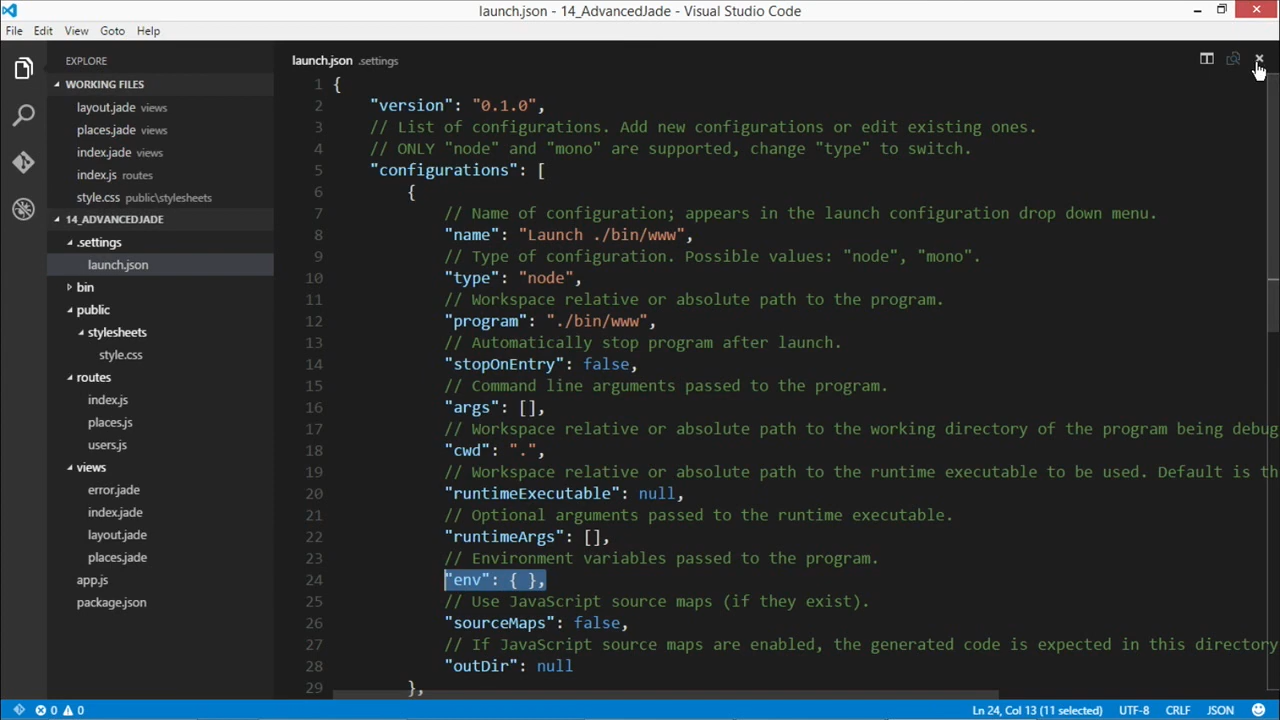 launch.json - 14_AdvancedJade - Visual Studio Code
File Edit View Goto Help
EXPLORE
WORKING FILES
layout.jade views
places.jade views
index.jade views
index.js routes
style.css public\stylesheets
14_ADVANCEDJADE
.settings
launch.json
bin
public
stylesheets
style.css
routes
index.js
places.js
users.js
views
error.jade
index.jade
layout.jade
places.jade
app.js
package.json
launch.json .settings
1 {
2 "version": "0.1.0",
3 // List of configurations. Add new configurations or edit existing ones.
4 // ONLY "node" and "mono" are supported, change "type" to switch.
5 "configurations": [
6 {
7 // Name of configuration; appears in the launch configuration drop down menu.
8 "name": "Launch ./bin/www",
9 // Type of configuration. Possible values: "node", "mono".
10 "type": "node",
11 // Workspace relative or absolute path to the program.
12 "program": "./bin/www",
13 // Automatically stop program after launch.
14 "stopOnEntry": false,
15 // Command line arguments passed to the program.
16 "args": [],
17 // Workspace relative or absolute path to the working directory of the program being debug
18 "cwd": ".",
19 // Workspace relative or absolute path to the runtime executable to be used. Default is th
20 "runtimeExecutable": null,
21 // Optional arguments passed to the runtime executable.
22 "runtimeArgs": [],
23 // Environment variables passed to the program.
24 "env": { },
25 // Use JavaScript source maps (if they exist).
26 "sourceMaps": false,
27 // If JavaScript source maps are enabled, the generated code is expected in this directory
28 "outDir": null
29 },
0 0 Ln 24, Col 13 (11 selected) UTF-8 CRLF JSON